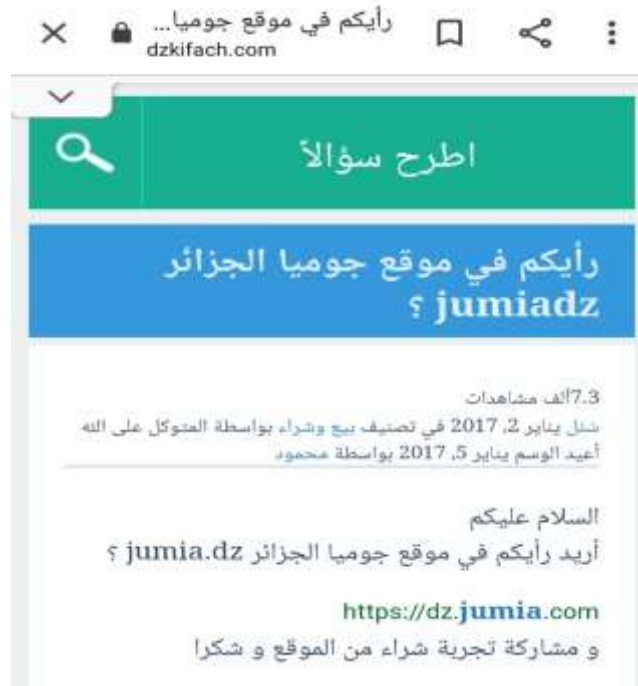 رأيكم في موقع جوميا...
dzkifach.com
اطرح سؤالاً
رأيكم في موقع جوميا الجزائر
jumiadz ؟
7.3ألف مشاهدات
سُئل يناير 2, 2017 في تصنيف بيع وشراء بواسطة المتوكل على الله
أعيد الوسم يناير 5, 2017 بواسطة محمود
السلام عليكم
أريد رأيكم في موقع جوميا الجزائر jumia.dz ؟
https://dz.jumia.com
و مشاركة تجربة شراء من الموقع و شكرا